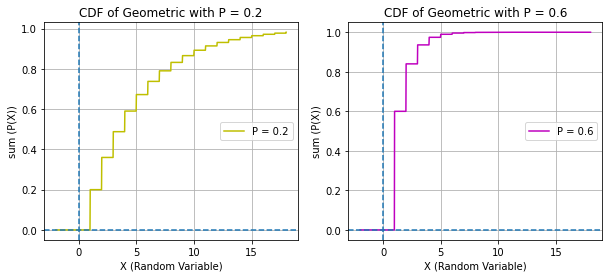 CDF of Geometric with P = 0.2
sum (P(X))
1.0
0.8
0.6
0.4
0.2
0.0
P = 0.2
0 5 10 15
X (Random Variable)
CDF of Geometric with P = 0.6
sum (P(X))
1.0
0.8
0.6
0.4
0.2
0.0
P = 0.6
0 5 10 15
X (Random Variable)